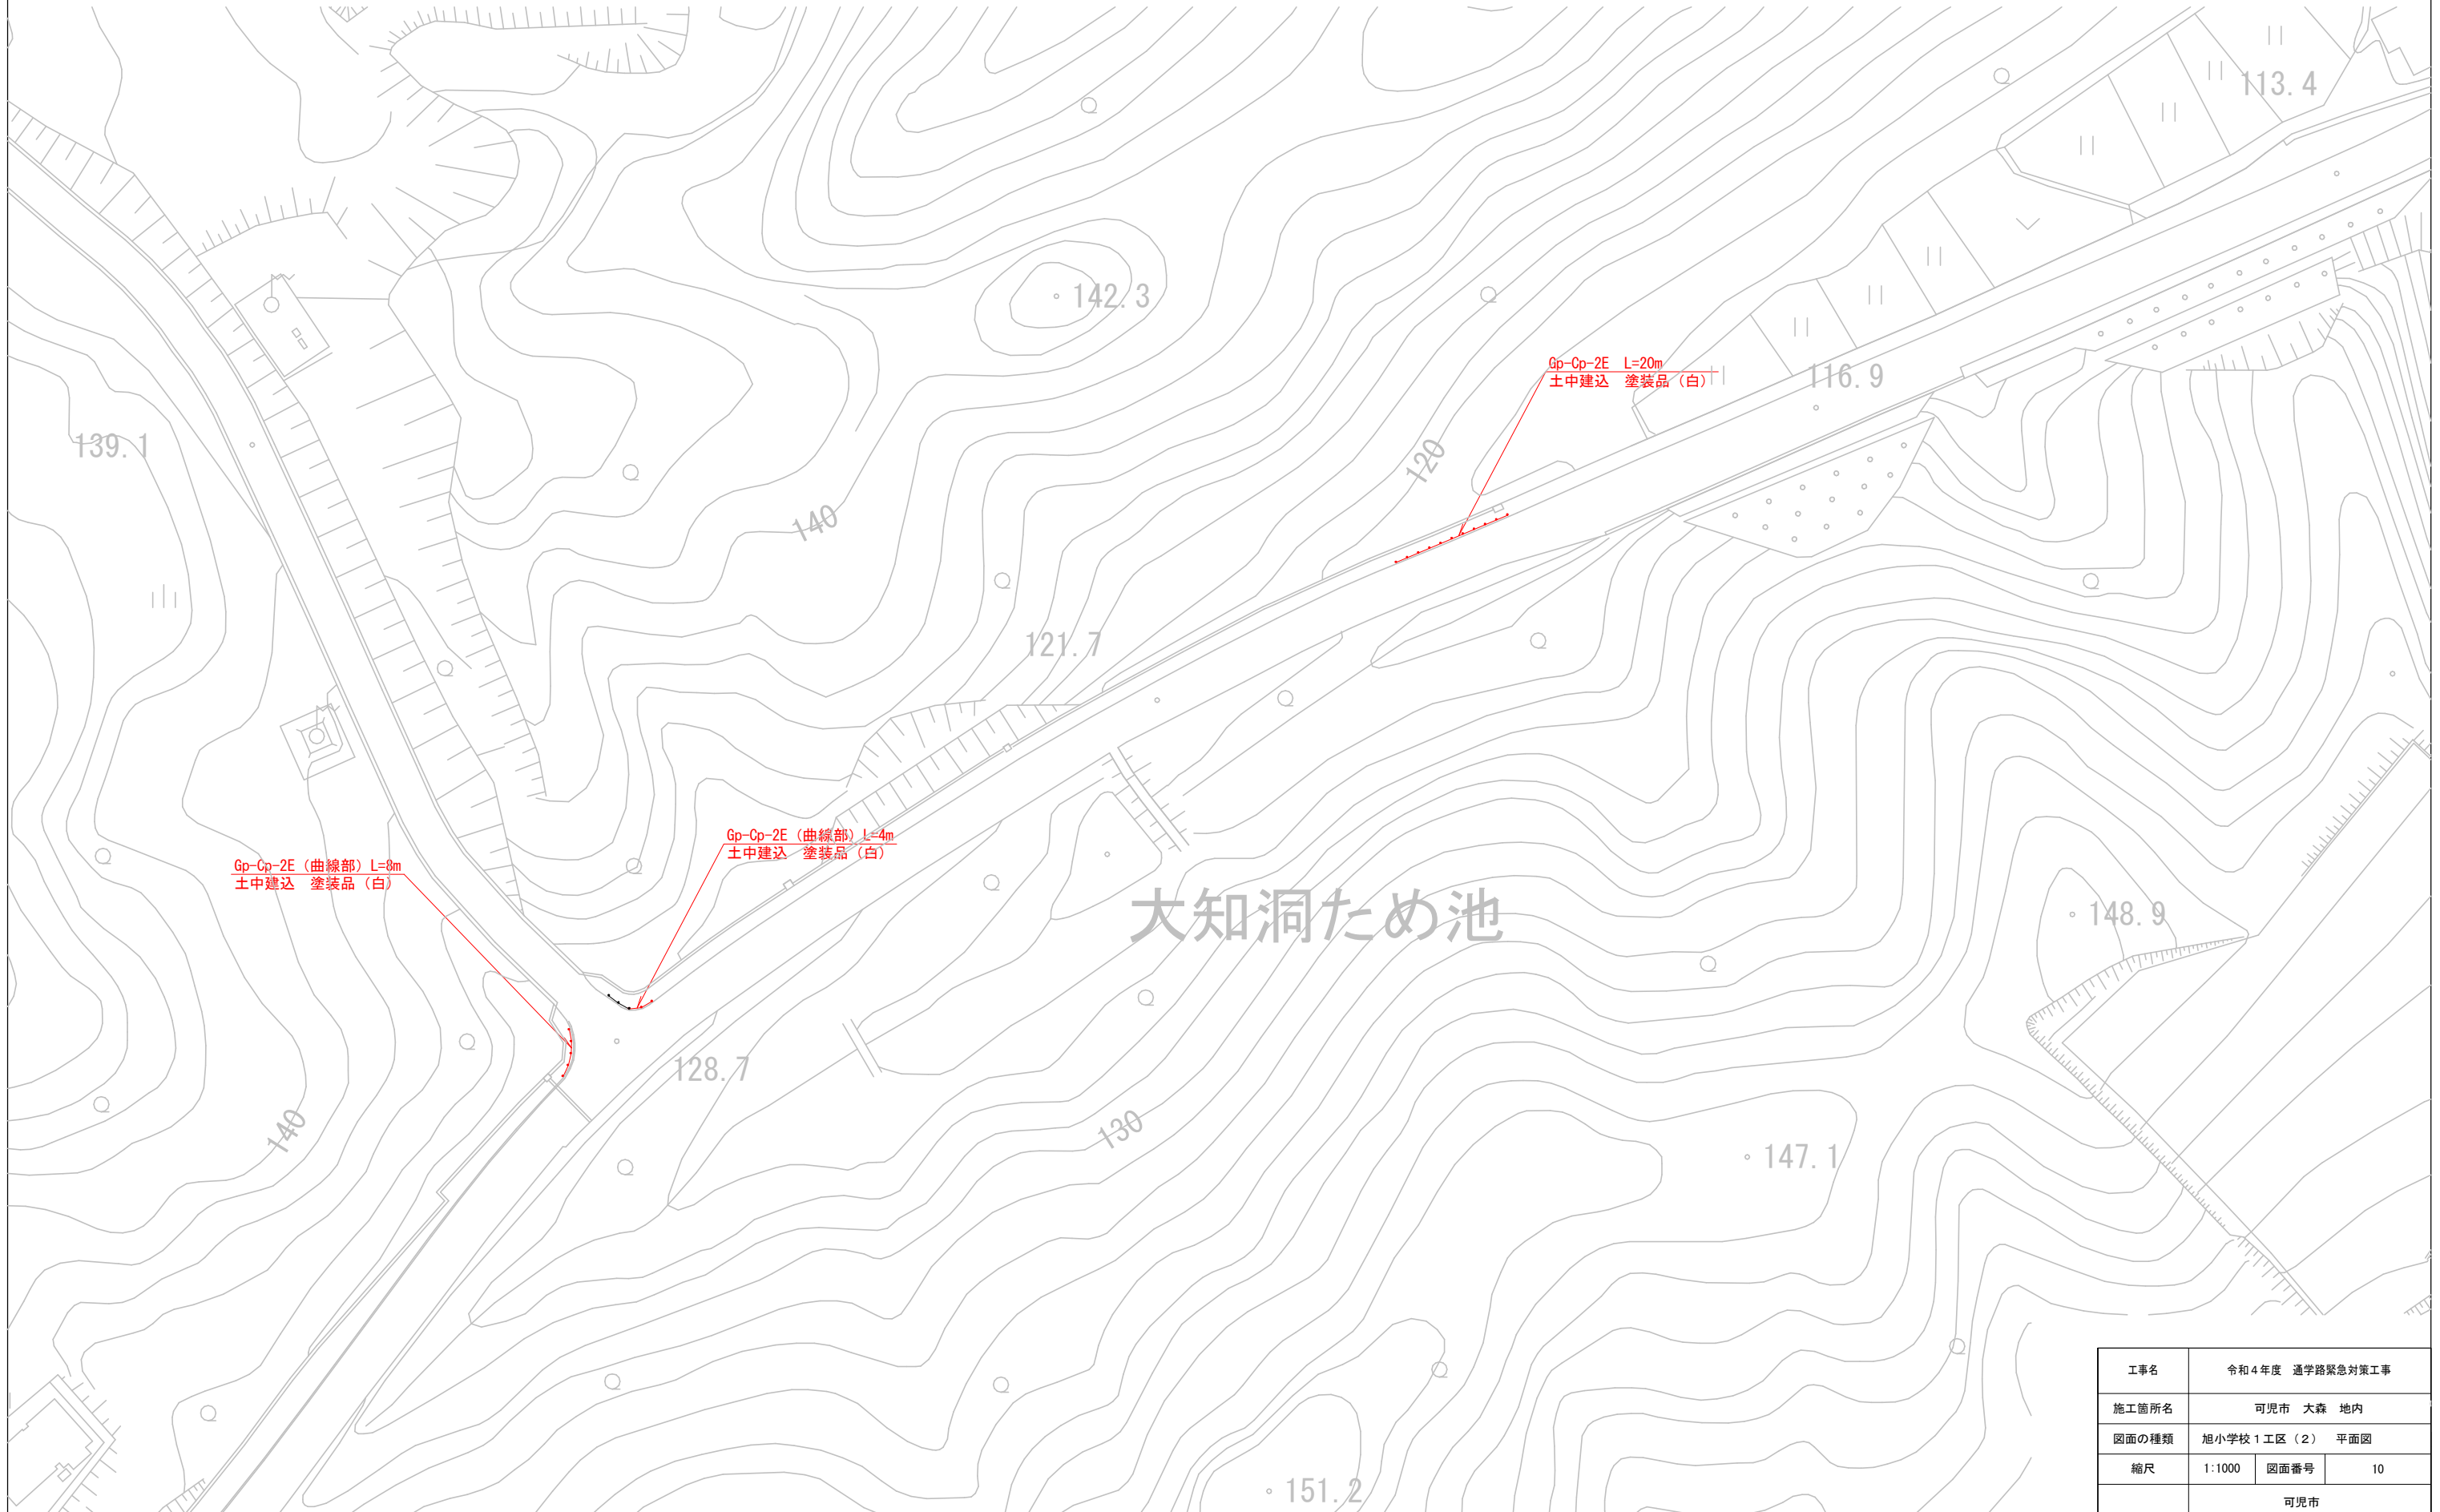 113.4
142.3
Gp-Cp-2E L=20m
土中建込 塗装品（白）
116.9
139.1
120
140
121.7
Gp-Cp-2E（曲線部）L=4m
土中建込 塗装品（白）
Gp-Cp-2E（曲線部）L=8m
土中建込 塗装品（白）
大知洞ため池
148.9
128.7
140
130
147.1
151.2
工事名 令和４年度 通学路緊急対策工事
施工箇所名 可児市 大森 地内
図面の種類 旭小学校１工区（２） 平面図
縮尺 1:1000 図面番号 10
可児市